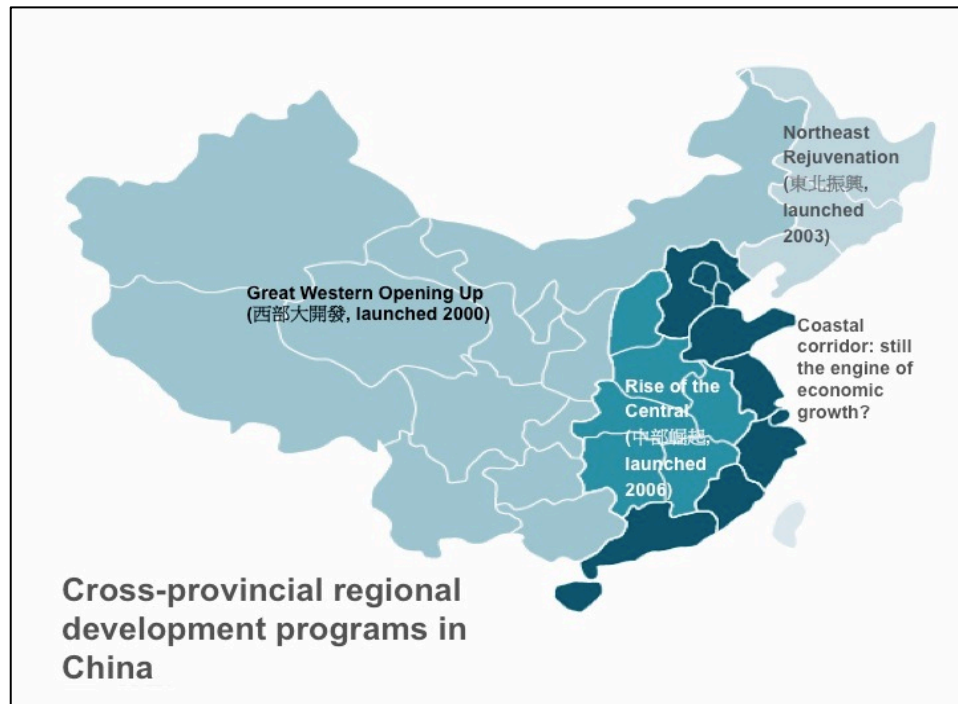 Northeast
Rejuvenation
(東北振興,
launched
2003)
Great Western Opening Up
(西部大開發, launched 2000)
Coastal
corridor: still
the engine of
economic
growth?
Rise of the
Central
(中部崛起,
launched
2006)
Cross-provincial regional
development programs in
China